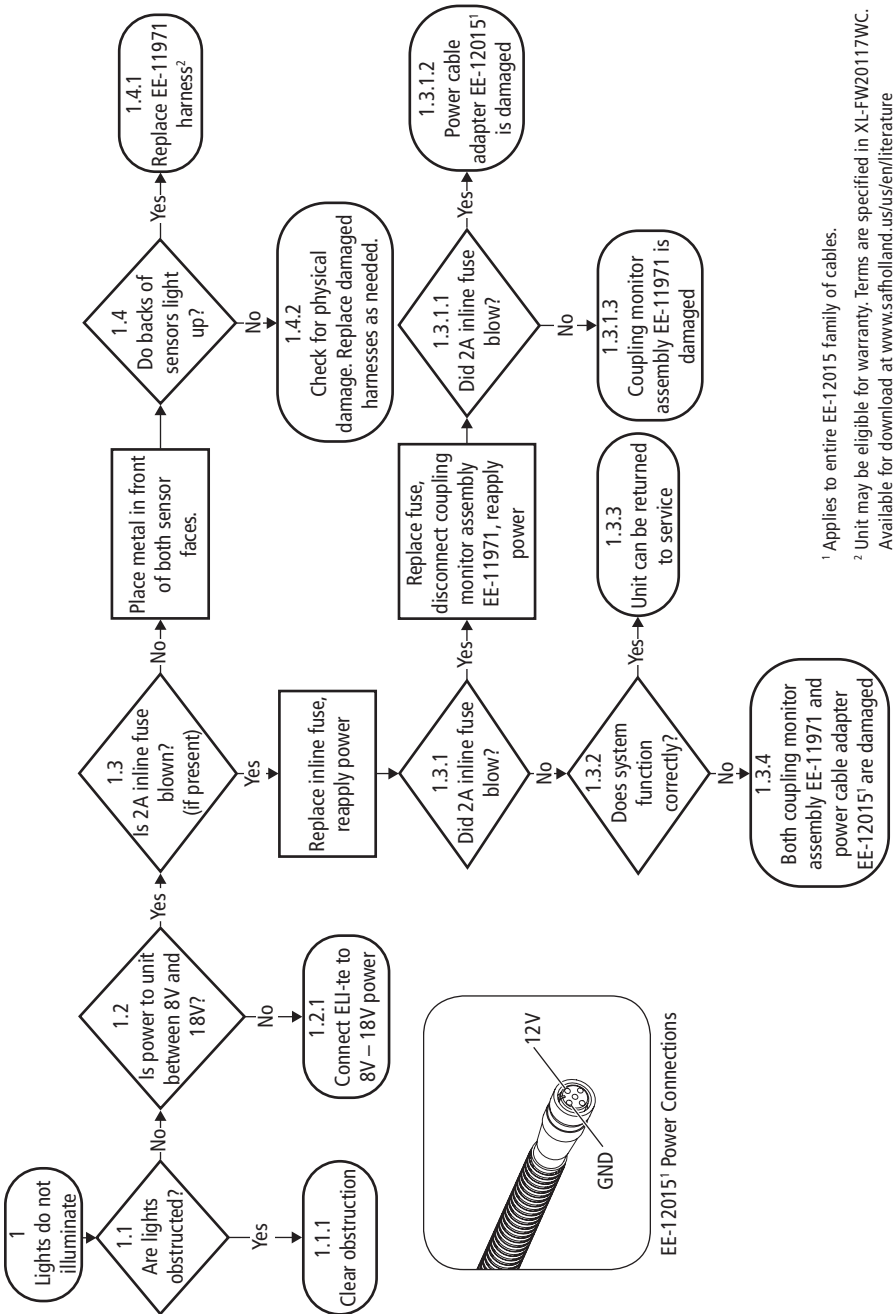 1
Lights do not
illuminate
1.1
Are lights
obstructed?
Yes
1.1.1
Clear obstruction
No
1.2
Is power to unit
between 8V and
18V?
No
1.2.1
Connect ELI-te to
8V – 18V power
Yes
1.3
Is 2A inline fuse
blown?
(if present)
No
Place metal in front
of both sensor
faces.
1.4
Do backs of
sensors light
up?
Yes
1.4.1
Replace EE-11971
harness²
No
1.4.2
Check for physical
damage. Replace damaged
harnesses as needed.
Yes
Replace inline fuse,
reapply power
1.3.1
Did 2A inline fuse
blow?
Yes
Replace fuse,
disconnect coupling
monitor assembly
EE-11971, reapply
power
1.3.1.1
Did 2A inline fuse
blow?
Yes
1.3.1.2
Power cable
adapter EE-12015¹
is damaged
No
1.3.1.3
Coupling monitor
assembly EE-11971 is
damaged
No
1.3.2
Does system
function
correctly?
Yes
1.3.3
Unit can be returned
to service
No
1.3.4
Both coupling monitor
assembly EE-11971 and
power cable adapter
EE-12015¹ are damaged
12V
GND
EE-12015¹ Power Connections
¹ Applies to entire EE-12015 family of cables.
² Unit may be eligible for warranty. Terms are specified in XL-FW20117WC.
Available for download at www.safholland.us/us/en/literature